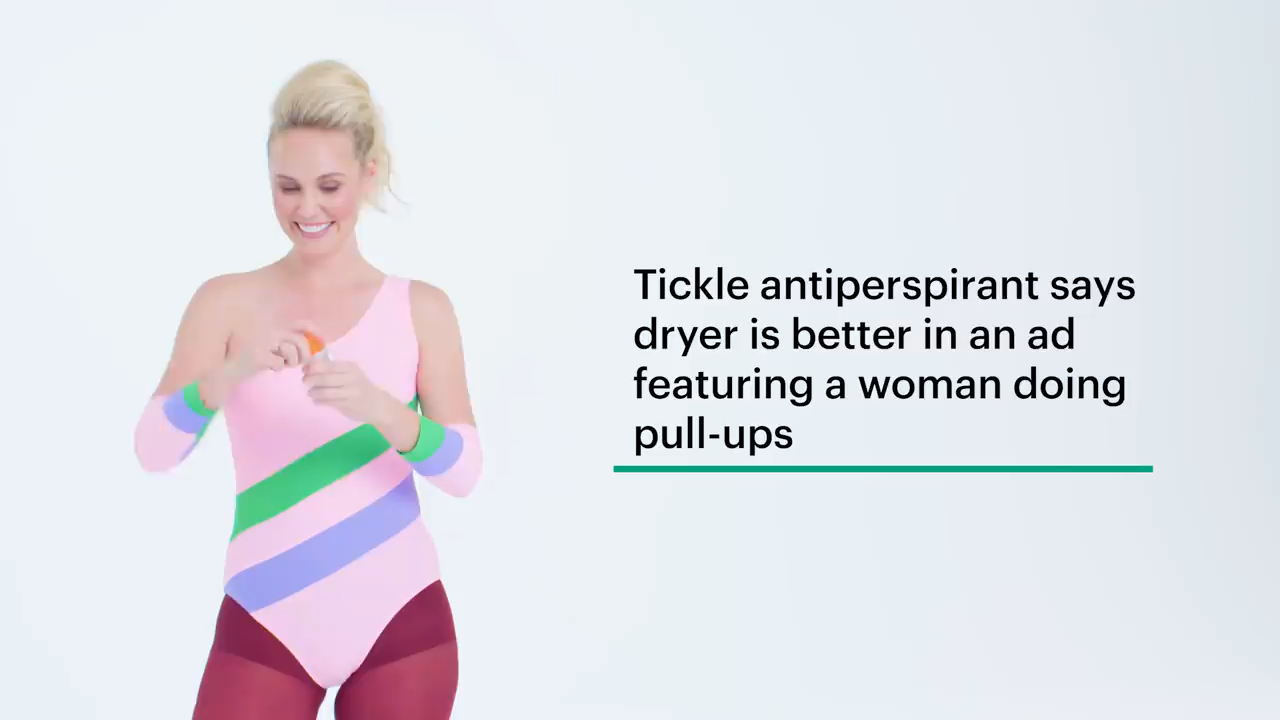 Tickle antiperspirant says
dryer is better in an ad
featuring a woman doing
pull-ups